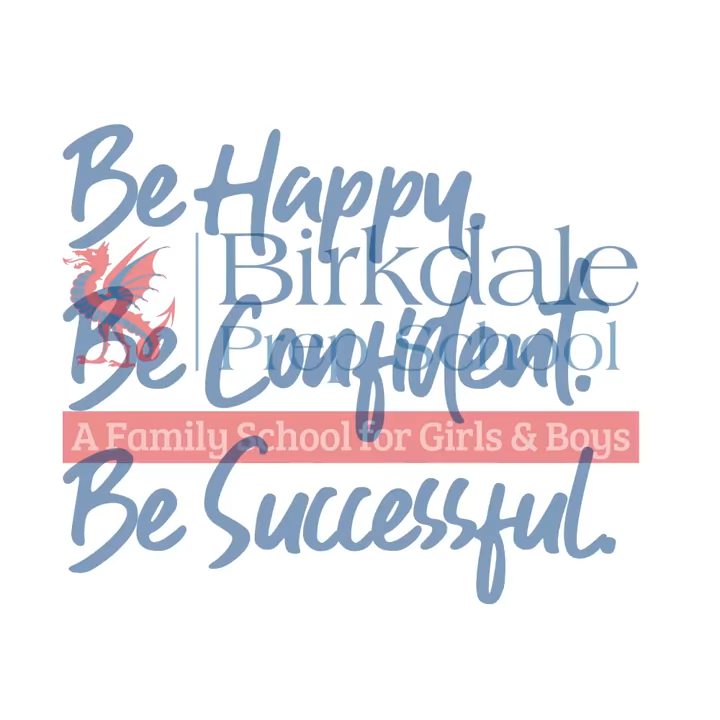 Be Happy.
Birkdale
Prep School
Be Confident.
A Family School for Girls & Boys
Be Successful.